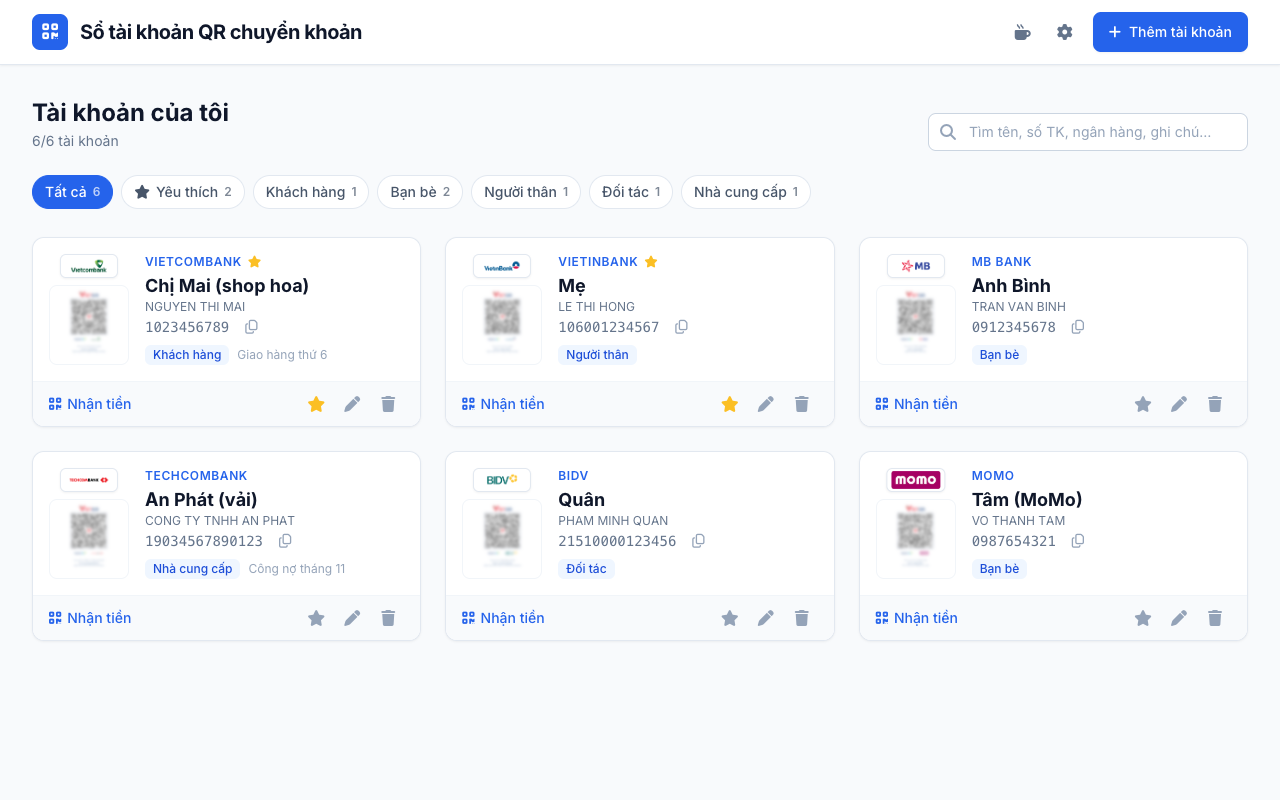 Sổ tài khoản QR chuyển khoản
Thêm tài khoản
Tài khoản của tôi
6/6 tài khoản
Tìm tên, số TK, ngân hàng, ghi chú...
Tất cả 6
Yêu thích 2
Khách hàng 1
Bạn bè 2
Người thân 1
Đối tác 1
Nhà cung cấp 1
Vietcombank
VIETCOMBANK
Chị Mai (shop hoa)
NGUYEN THI MAI
1023456789
Khách hàng Giao hàng thứ 6
Nhận tiền
VietinBank
VIETINBANK
Mẹ
LE THI HONG
106001234567
Người thân
Nhận tiền
MB
MB BANK
Anh Bình
TRAN VAN BINH
0912345678
Bạn bè
Nhận tiền
TECHCOMBANK
TECHCOMBANK
An Phát (vải)
CONG TY TNHH AN PHAT
19034567890123
Nhà cung cấp Công nợ tháng 11
Nhận tiền
BIDV
BIDV
Quân
PHAM MINH QUAN
21510000123456
Đối tác
Nhận tiền
momo
MOMO
Tâm (MoMo)
VO THANH TAM
0987654321
Bạn bè
Nhận tiền